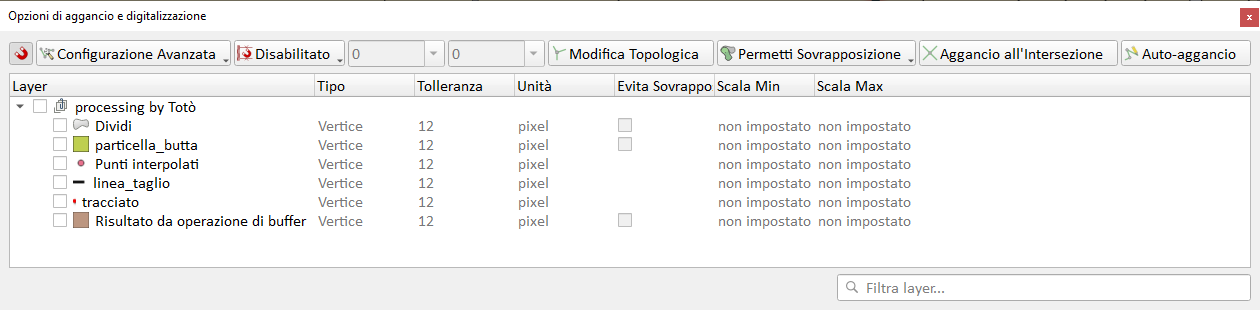 Opzioni di aggancio e digitalizzazione
x
Configurazione Avanzata Disabilitato 0 0 Modifica Topologica Permetti Sovrapposizione Aggancio all'Intersezione Auto-aggancio
Layer Tipo Tolleranza Unità Evita Sovrappo Scala Min Scala Max
processing by Totò
Dividi Vertice 12 pixel non impostato non impostato
particella_butta Vertice 12 pixel non impostato non impostato
Punti interpolati Vertice 12 pixel non impostato non impostato
linea_taglio Vertice 12 pixel non impostato non impostato
tracciato Vertice 12 pixel non impostato non impostato
Risultato da operazione di buffer Vertice 12 pixel non impostato non impostato
Filtra layer...